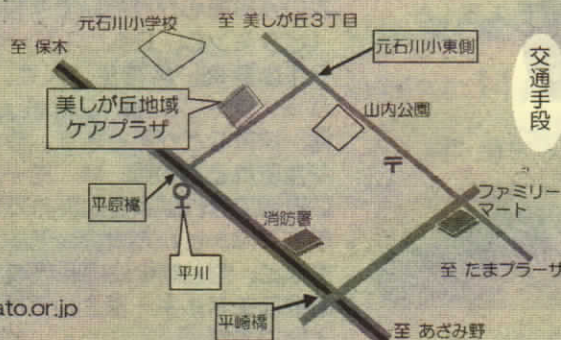 元石川小学校
至 美しが丘3丁目
至 保木
元石川小東側
交通手段
美しが丘地域
ケアプラザ
山内公園
〒
平原橋
ファミリー
マート
消防署
平川
至 たまプラーザ
ato.or.jp
平崎橋
至 あざみ野